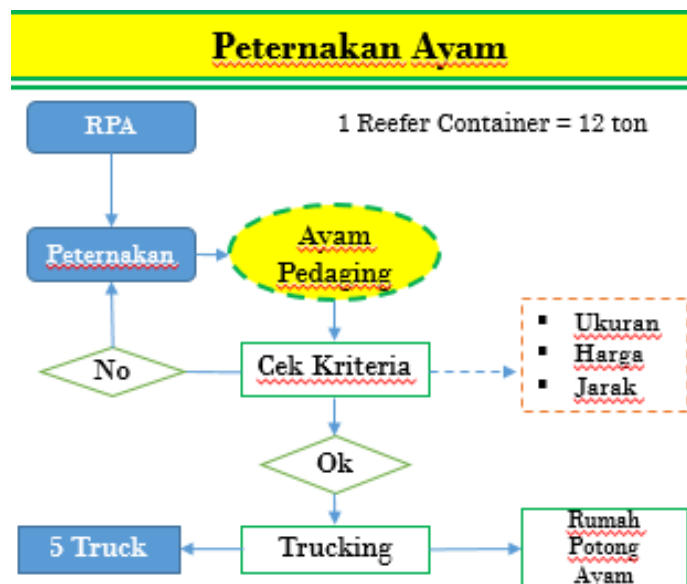 Peternakan Ayam
RPA
1 Reefer Container = 12 ton
Peternakan
Ayam
Pedaging
Ukuran
Harga
Jarak
No
Cek Kriteria
Ok
5 Truck
Trucking
Rumah
Potong
Ayam